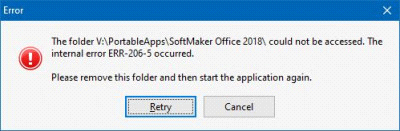 Error
The folder V:\PortableApps\SoftMaker Office 2018\ could not be accessed. The
internal error ERR-206-5 occurred.
Please remove this folder and then start the application again.
Retry
Cancel